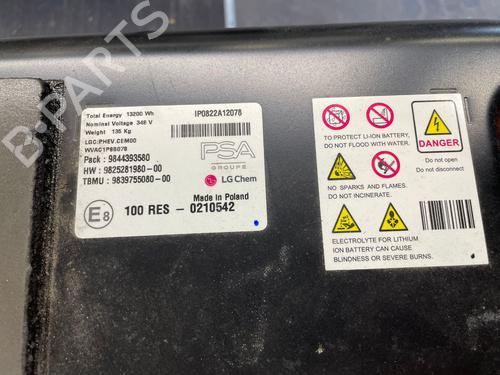 Total Energy 13200 Wh
Nominal Voltage 346 V
Weight 135 Kg
LGC:PHEV.CEM00
WVAC1P8B078
Pack : 9844393580
HW : 9825281980-00
TBMU : 9839755080-00
IP0822A12078
PSA
GROUPE
LG Chem
Made in Poland
E8 100 RES - 0210542
TO PROTECT LI-ION BATTERY,
DO NOT FLOOD WITH WATER.
NO SPARKS AND FLAMES.
DO NOT INCINERATE.
ELECTROLYTE FOR LITHIUM
ION BATTERY CAN CAUSE
BLINDNESS OR SEVERE BURNS.
DANGER
Do not open
Do not disconnect
B-PARTS